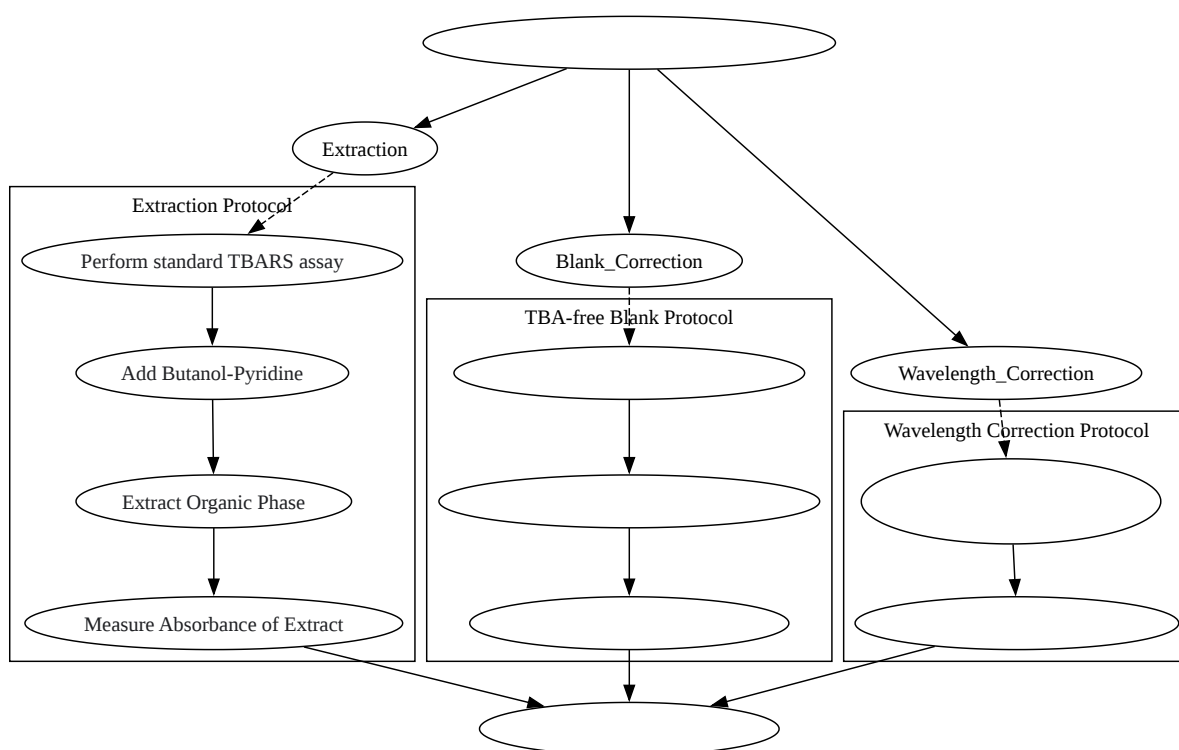 Extraction
Extraction Protocol
Perform standard TBARS assay
Add Butanol-Pyridine
Extract Organic Phase
Measure Absorbance of Extract
Blank_Correction
TBA-free Blank Protocol
Wavelength_Correction
Wavelength Correction Protocol